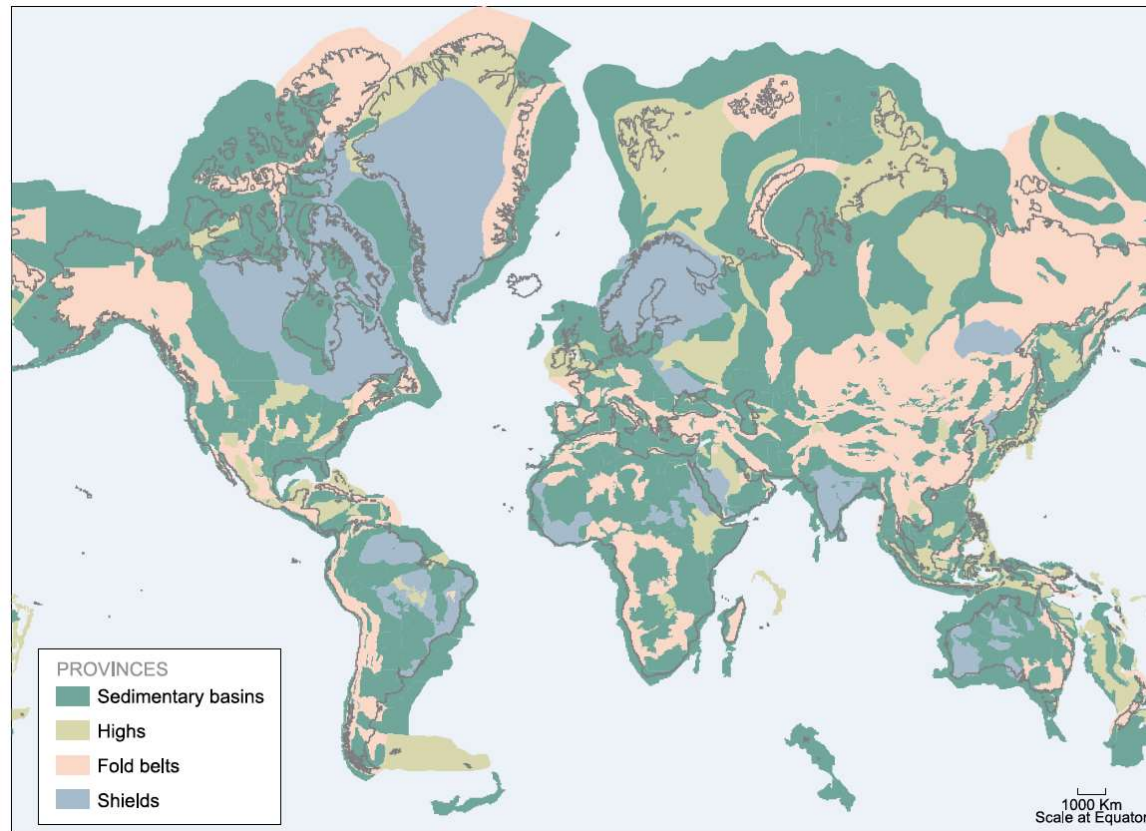 PROVINCES
Sedimentary basins
Highs
Fold belts
Shields
1000 Km
Scale at Equator